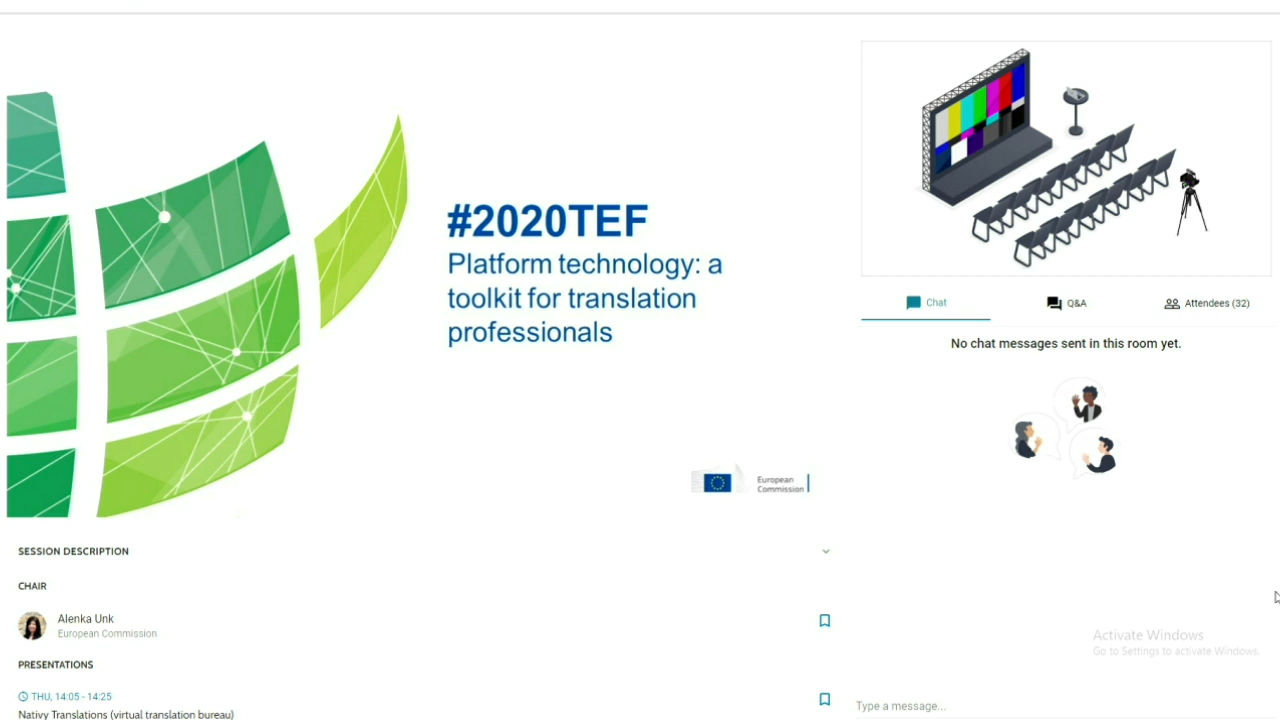 #2020TEF
Platform technology: a
toolkit for translation
professionals
European
Commission
Chat
Q&A
Attendees (32)
No chat messages sent in this room yet.
SESSION DESCRIPTION
CHAIR
Alenka Unk
European Commission
PRESENTATIONS
THU, 14:05 - 14:25
Nativy Translations (virtual translation bureau)
Activate Windows
Go to Settings to activate Windows.
Type a message...